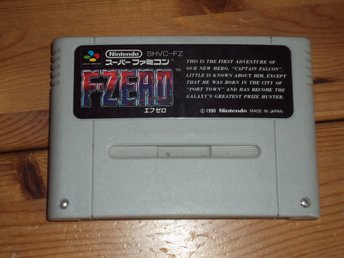 Nintendo SHVC-FZ
スーパーファミコン
F-ZERO™
エフゼロ
THIS IS THE FIRST ADVENTURE OF
OUR NEW HERO, "CAPTAIN FALCON".
LITTLE IS KNOWN ABOUT HIM, EXCEPT
THAT HE WAS BORN IN THE CITY OF
"PORT TOWN" AND HAS BECOME THE
GALAXY'S GREATEST PRIZE HUNTER.
© 1990 Nintendo MADE IN JAPAN